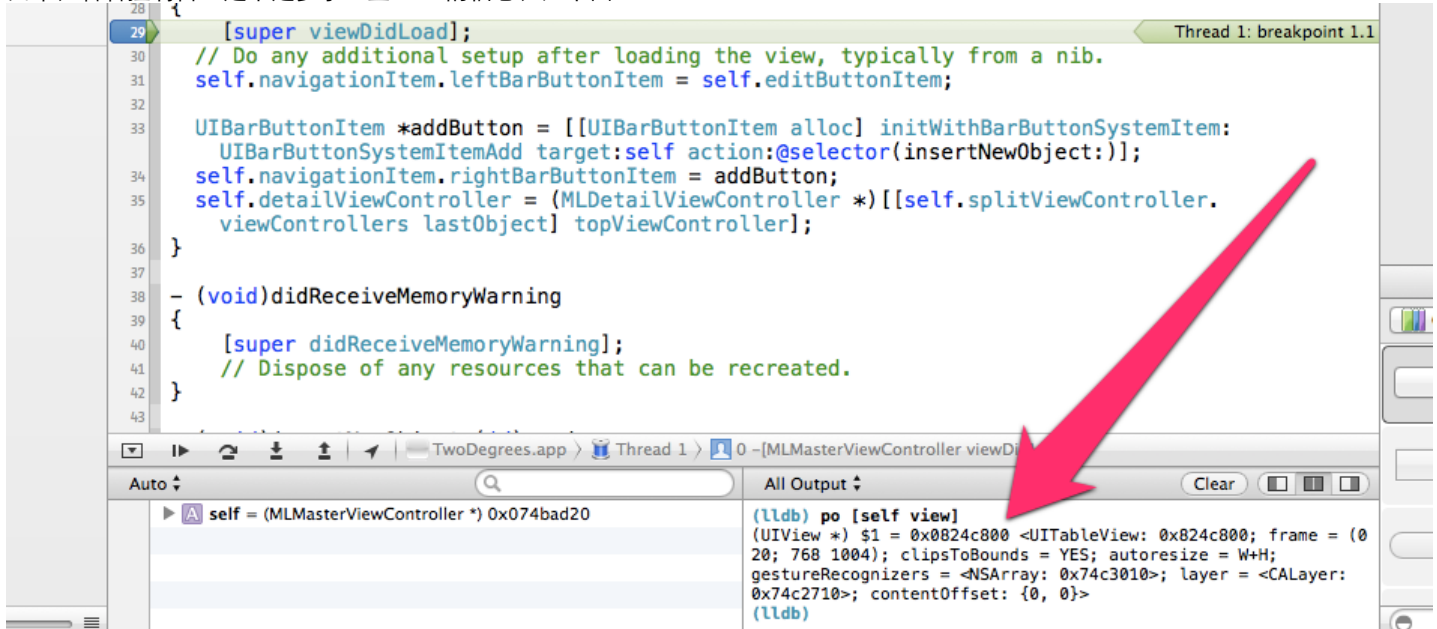 28 {
29 [super viewDidLoad]; Thread 1: breakpoint 1.1
30 // Do any additional setup after loading the view, typically from a nib.
31 self.navigationItem.leftBarButtonItem = self.editButtonItem;
32
33 UIBarButtonItem *addButton = [[UIBarButtonItem alloc] initWithBarButtonSystemItem:
UIBarButtonSystemItemAdd target:self action:@selector(insertNewObject:)];
34 self.navigationItem.rightBarButtonItem = addButton;
35 self.detailViewController = (MLDetailViewController *)[[self.splitViewController.
viewControllers lastObject] topViewController];
36 }
37
38 - (void)didReceiveMemoryWarning
39 {
40 [super didReceiveMemoryWarning];
41 // Dispose of any resources that can be recreated.
42 }
43
TwoDegrees.app Thread 1 0 -[MLMasterViewController viewDi
Auto All Output Clear
A self = (MLMasterViewController *) 0x074bad20
(lldb) po [self view]
(UIView *) $1 = 0x0824c800 <UITableView: 0x824c800; frame = (0
20; 768 1004); clipsToBounds = YES; autoresize = W+H;
gestureRecognizers = <NSArray: 0x74c3010>; layer = <CALayer:
0x74c2710>; contentOffset: {0, 0}>
(lldb)